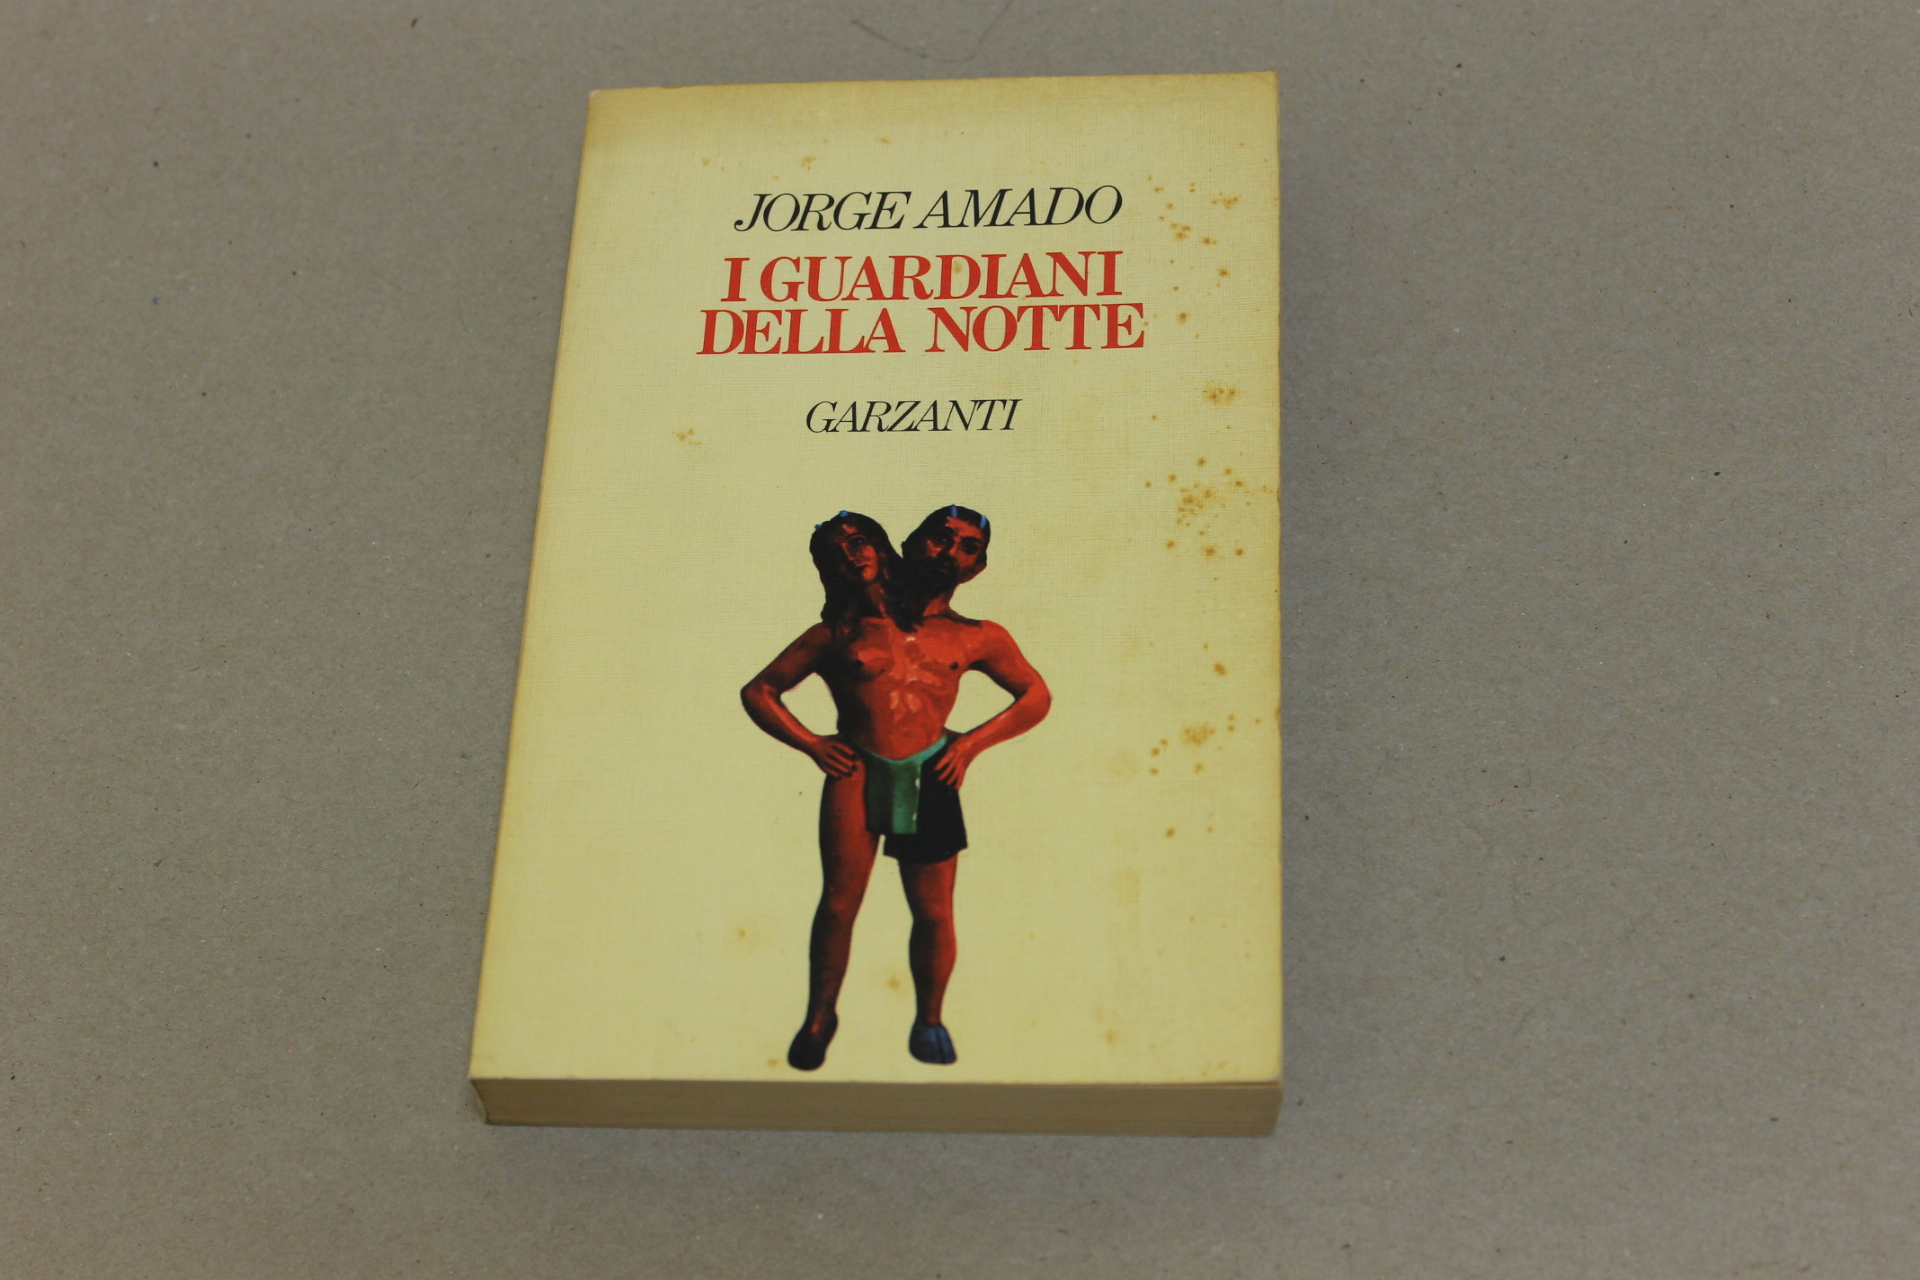 JORGE AMADO
I GUARDIANI
DELLA NOTTE
GARZANTI